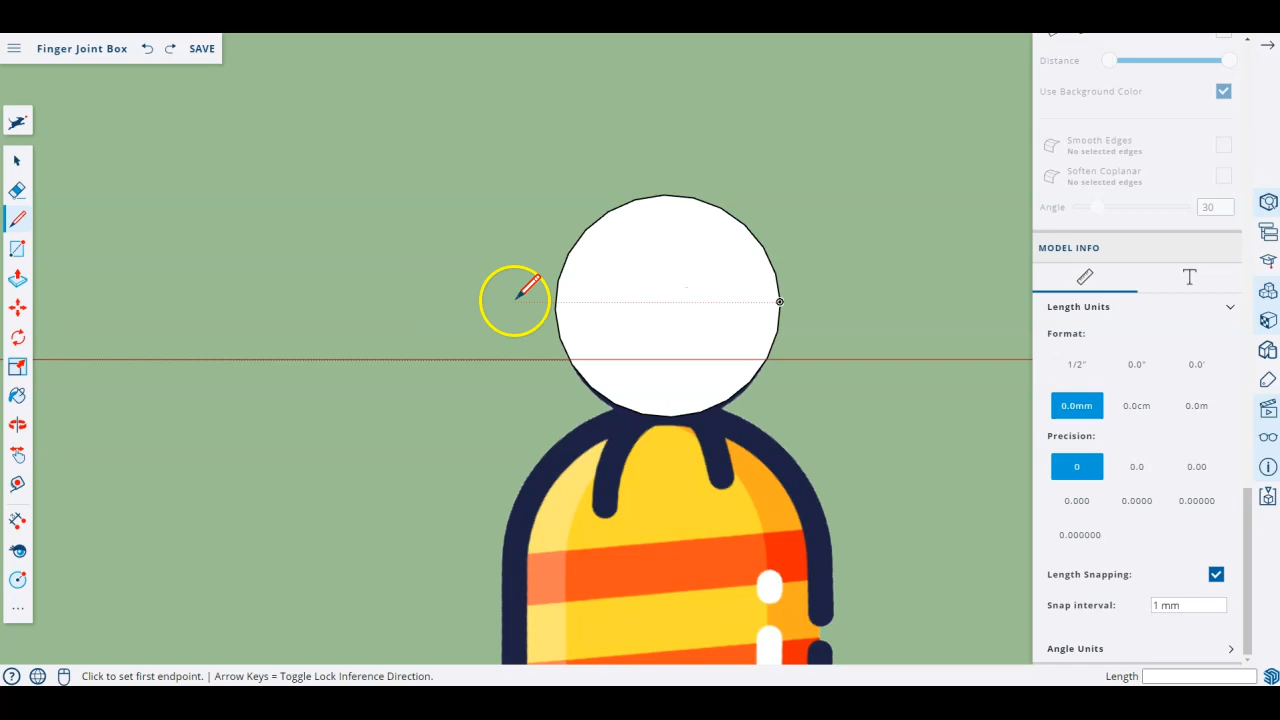 Finger Joint Box SAVE
Distance
Use Background Color
Smooth Edges
No selected edges
Soften Coplanar
No selected edges
Angle 30
MODEL INFO
Length Units
Format:
1/2" 0.0" 0.0'
0.0mm 0.0cm 0.0m
Precision:
0 0.0 0.00
0.000 0.0000 0.00000
0.000000
Length Snapping:
Snap interval: 1 mm
Angle Units
Click to set first endpoint. | Arrow Keys = Toggle Lock Inference Direction. Length